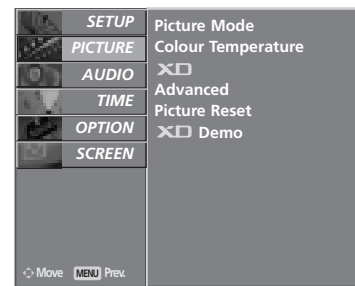 SETUP
PICTURE
AUDIO
TIME
OPTION
SCREEN
Move MENU Prev.
Picture Mode
Colour Temperature
XD
Advanced
Picture Reset
XD Demo